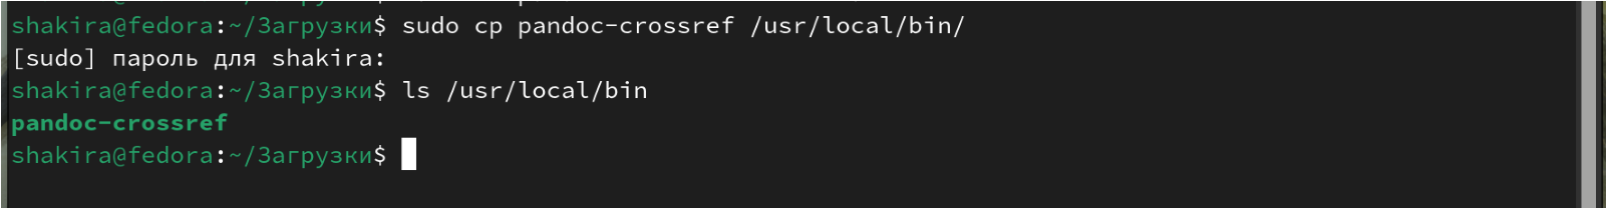 shakira@fedora:~/Загрузки$ sudo cp pandoc-crossref /usr/local/bin/
[sudo] пароль для shakira:
shakira@fedora:~/Загрузки$ ls /usr/local/bin
pandoc-crossref
shakira@fedora:~/Загрузки$